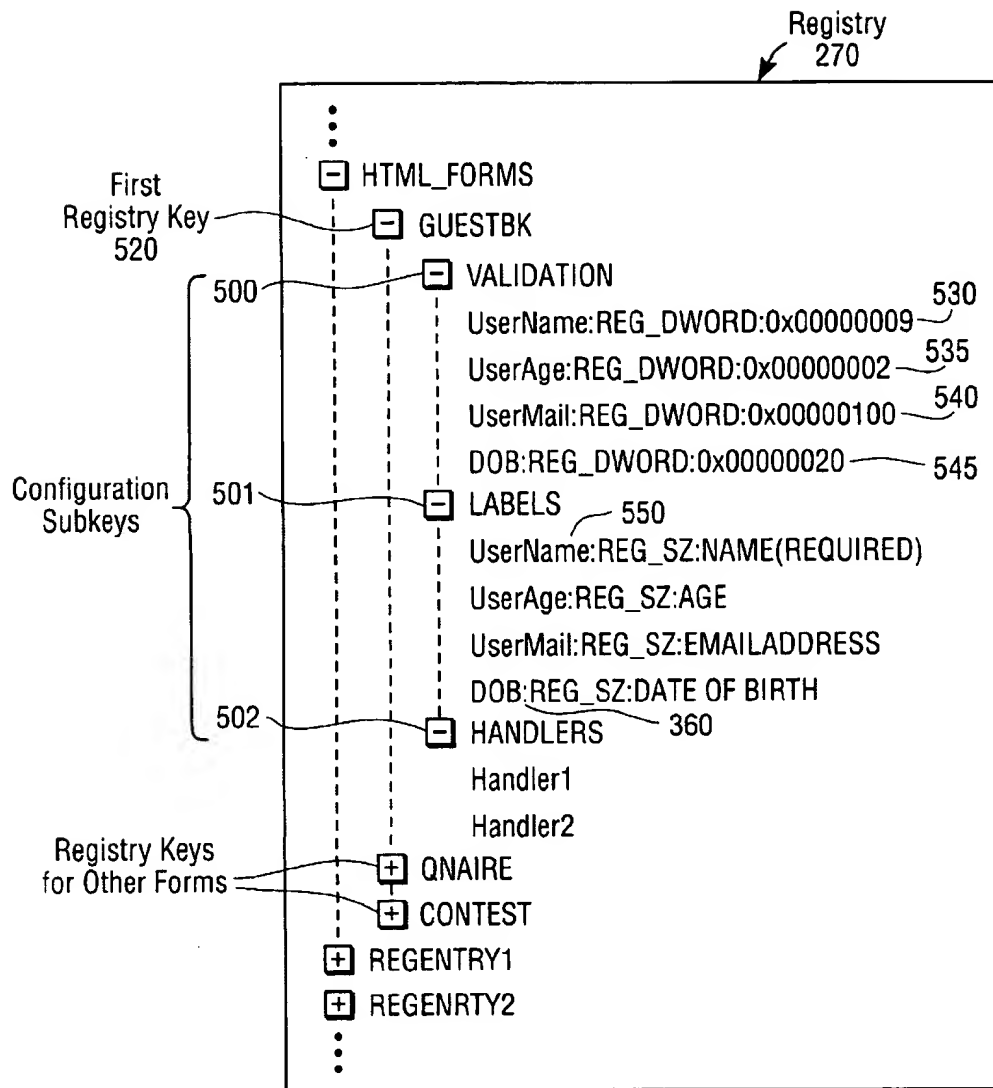 Registry
270
HTML_FORMS
First
Registry Key
520
GUESTBK
500
VALIDATION
UserName:REG_DWORD:0x00000009
530
UserAge:REG_DWORD:0x00000002
535
UserMail:REG_DWORD:0x00000100
540
DOB:REG_DWORD:0x00000020
545
Configuration
Subkeys
501
LABELS
550
UserName:REG_SZ:NAME(REQUIRED)
UserAge:REG_SZ:AGE
UserMail:REG_SZ:EMAILADDRESS
DOB:REG_SZ:DATE OF BIRTH
360
502
HANDLERS
Handler1
Handler2
Registry Keys
for Other Forms
QNAIRE
CONTEST
REGENTRY1
REGENRTY2